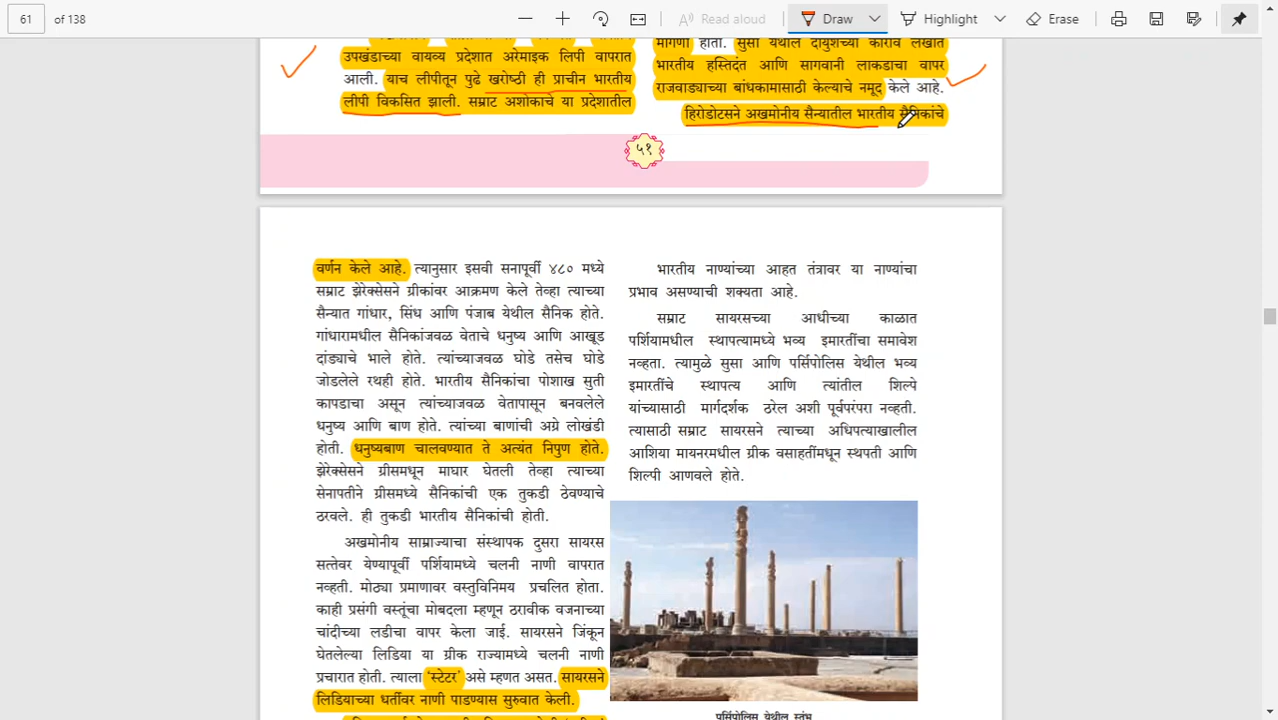 61 of 138 Read aloud Draw Highlight Erase
उपखंडाच्या वायव्य प्रदेशात अरेमाइक लिपी वापरात
आली. याच लीपीतून पुढे खरोष्ठी ही प्राचीन भारतीय
लीपी विकसित झाली. सम्राट अशोकाचे या प्रदेशातील
मागणी होती. सुसा येथील दार्युशच्या कोरीव लेखात
भारतीय हस्तिदंत आणि सागवानी लाकडाचा वापर
राजवाड्याच्या बांधकामासाठी केल्याचे नमूद केले आहे.
हिरोडोटसने अखमोनीय सैन्यातील भारतीय सैनिकांचे
५१
वर्णन केले आहे. त्यानुसार इसवी सनापूर्वी ४८० मध्ये
सम्राट झेरेक्सेसने ग्रीकांवर आक्रमण केले तेव्हा त्याच्या
सैन्यात गांधार, सिंध आणि पंजाब येथील सैनिक होते.
गांधारामधील सैनिकांजवळ वेताचे धनुष्य आणि आखूड
दांड्याचे भाले होते. त्यांच्याजवळ घोडे तसेच घोडे
जोडलेले रथही होते. भारतीय सैनिकांचा पोशाख सुती
कापडाचा असून त्यांच्याजवळ वेतापासून बनवलेले
धनुष्य आणि बाण होते. त्यांच्या बाणांची अग्रे लोखंडी
होती. धनुष्यबाण चालवण्यात ते अत्यंत निपुण होते.
झेरेक्सेसने ग्रीसमधून माघार घेतली तेव्हा त्याच्या
सेनापतीने ग्रीसमध्ये सैनिकांची एक तुकडी ठेवण्याचे
ठरवले. ही तुकडी भारतीय सैनिकांची होती.
अखमोनीय साम्राज्याचा संस्थापक दुसरा सायरस
सत्तेवर येण्यापूर्वी पर्शियामध्ये चलनी नाणी वापरात
नव्हती. मोठ्या प्रमाणावर वस्तुविनिमय प्रचलित होता.
काही प्रसंगी वस्तूंचा मोबदला म्हणून ठरावीक वजनाच्या
चांदीच्या लडीचा वापर केला जाई. सायरसने जिंकून
घेतलेल्या लिडिया या ग्रीक राज्यामध्ये चलनी नाणी
प्रचारात होती. त्याला ‘स्टेटर’ असे म्हणत असत. सायरसने
लिडियाच्या धर्तीवर नाणी पाडण्यास सुरुवात केली.
भारतीय नाण्यांच्या आहत तंत्रावर या नाण्यांचा
प्रभाव असण्याची शक्यता आहे.
सम्राट सायरसच्या आधीच्या काळात
पर्शियामधील स्थापत्यामध्ये भव्य इमारतींचा समावेश
नव्हता. त्यामुळे सुसा आणि पर्सिपोलिस येथील भव्य
इमारतींचे स्थापत्य आणि त्यांतील शिल्पे
यांच्यासाठी मार्गदर्शक ठरेल अशी पूर्वपरंपरा नव्हती.
त्यासाठी सम्राट सायरसने त्याच्या अधिपत्याखालील
आशिया मायनरमधील ग्रीक वसाहतींमधून स्थपती आणि
शिल्पी आणवले होते.
पर्सिपोलिस येथील स्तंभ